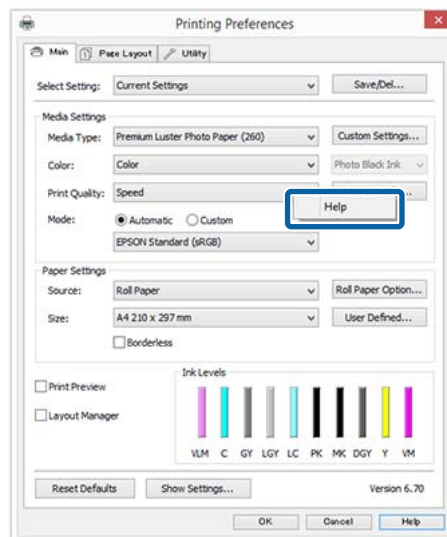 Printing Preferences
Main Page Layout Utility
Select Setting: Current Settings Save/Del...
Media Settings
Media Type: Premium Luster Photo Paper (260) Custom Settings...
Color: Color Photo Black Ink
Print Quality: Speed ...
Help
Mode: Automatic Custom
EPSON Standard (sRGB)
Paper Settings
Source: Roll Paper Roll Paper Option...
Size: A4 210 x 297 mm User Defined...
Borderless
Ink Levels
Print Preview
Layout Manager
VLM C GY LGY LC PK MK DGY Y VM
Reset Defaults Show Settings... Version 6.70
OK Cancel Help